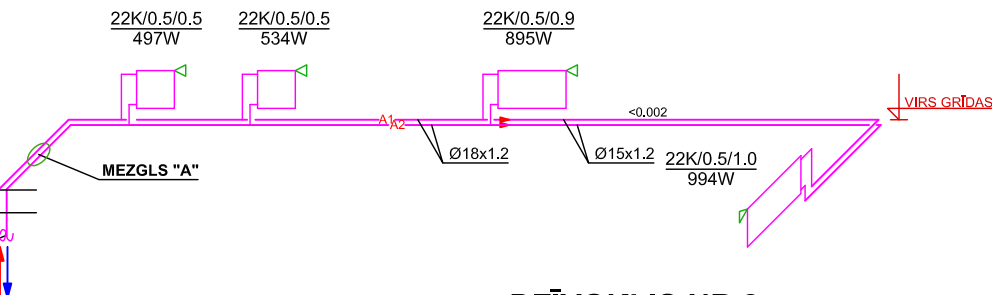 22K/0.5/0.5
497W
22K/0.5/0.5
534W
22K/0.5/0.9
895W
A1
A2
<0.002
VIRS GRĪDAS
Ø18x1.2
Ø15x1.2
22K/0.5/1.0
994W
MEZGLS "A"